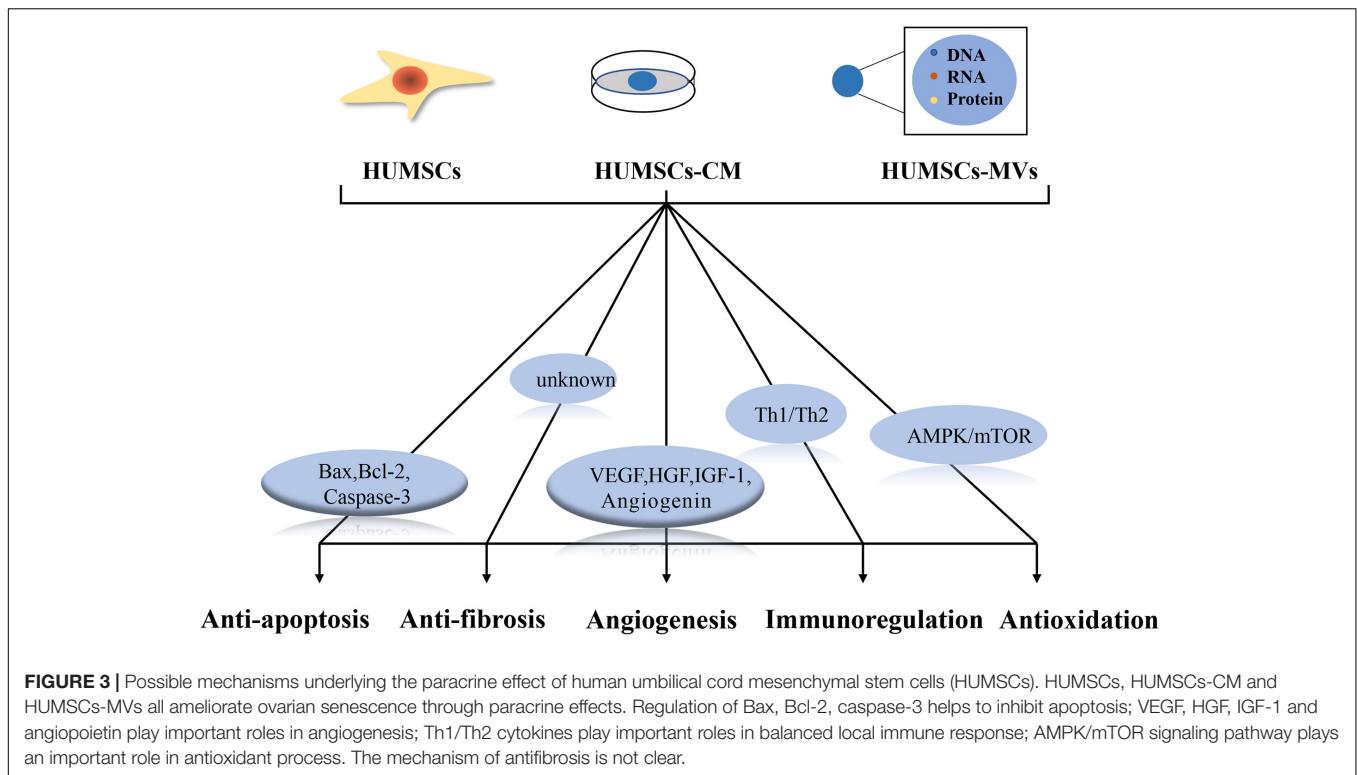 DNA
RNA
Protein
HUMSCs
HUMSCs-CM
HUMSCs-MVs
unknown
Th1/Th2
AMPK/mTOR
Bax,Bcl-2,
Caspase-3
VEGF,HGF,IGF-1,
Angiogenin
Anti-apoptosis
Anti-fibrosis
Angiogenesis
Immunoregulation
Antioxidation
FIGURE 3 | Possible mechanisms underlying the paracrine effect of human umbilical cord mesenchymal stem cells (HUMSCs). HUMSCs, HUMSCs-CM and
HUMSCs-MVs all ameliorate ovarian senescence through paracrine effects. Regulation of Bax, Bcl-2, caspase-3 helps to inhibit apoptosis; VEGF, HGF, IGF-1 and
angiopoietin play important roles in angiogenesis; Th1/Th2 cytokines play important roles in balanced local immune response; AMPK/mTOR signaling pathway plays
an important role in antioxidant process. The mechanism of antifibrosis is not clear.